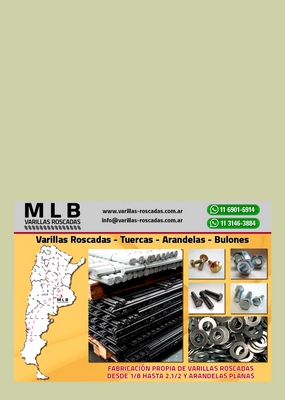 MLB
VARILLAS ROSCADAS
www.varillas-roscadas.com.ar
info@varillas-roscadas.com.ar
11 6901-6914
11 3146-3884
Varillas Roscadas - Tuercas - Arandelas - Bulones
MLB
FABRICACIÓN PROPIA DE VARILLAS ROSCADAS
DESDE 1/8 HASTA 2.1/2 Y ARANDELAS PLANAS